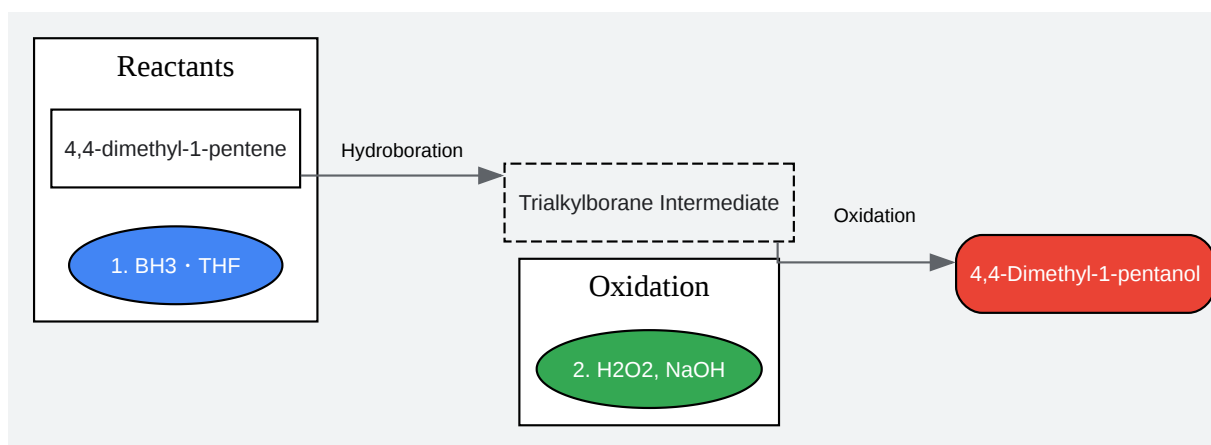 Reactants
4,4-dimethyl-1-pentene
1. BH3・THF
Hydroboration
Trialkylborane Intermediate
Oxidation
2. H2O2, NaOH
Oxidation
4,4-Dimethyl-1-pentanol